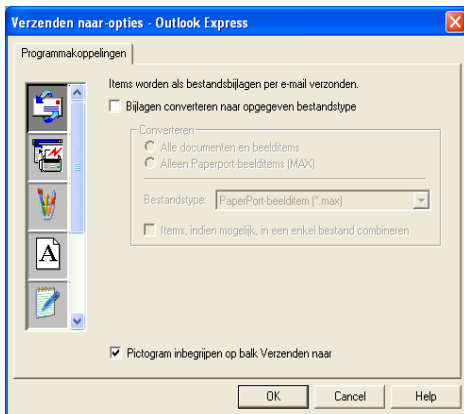 Verzenden naar-opties - Outlook Express
Programmakoppelingen
Items worden als bestandsbijlagen per e-mail verzonden.
Bijlagen converteren naar opgegeven bestandstype
Converteren
Alle documenten en beelditems
Alleen Paperport-beelditems (MAX)
Bestandstype: PaperPort-beelditem (*.max)
Items, indien mogelijk, in een enkel bestand combineren
A
Pictogram inbegrijpen op balk Verzenden naar
OK Cancel Help